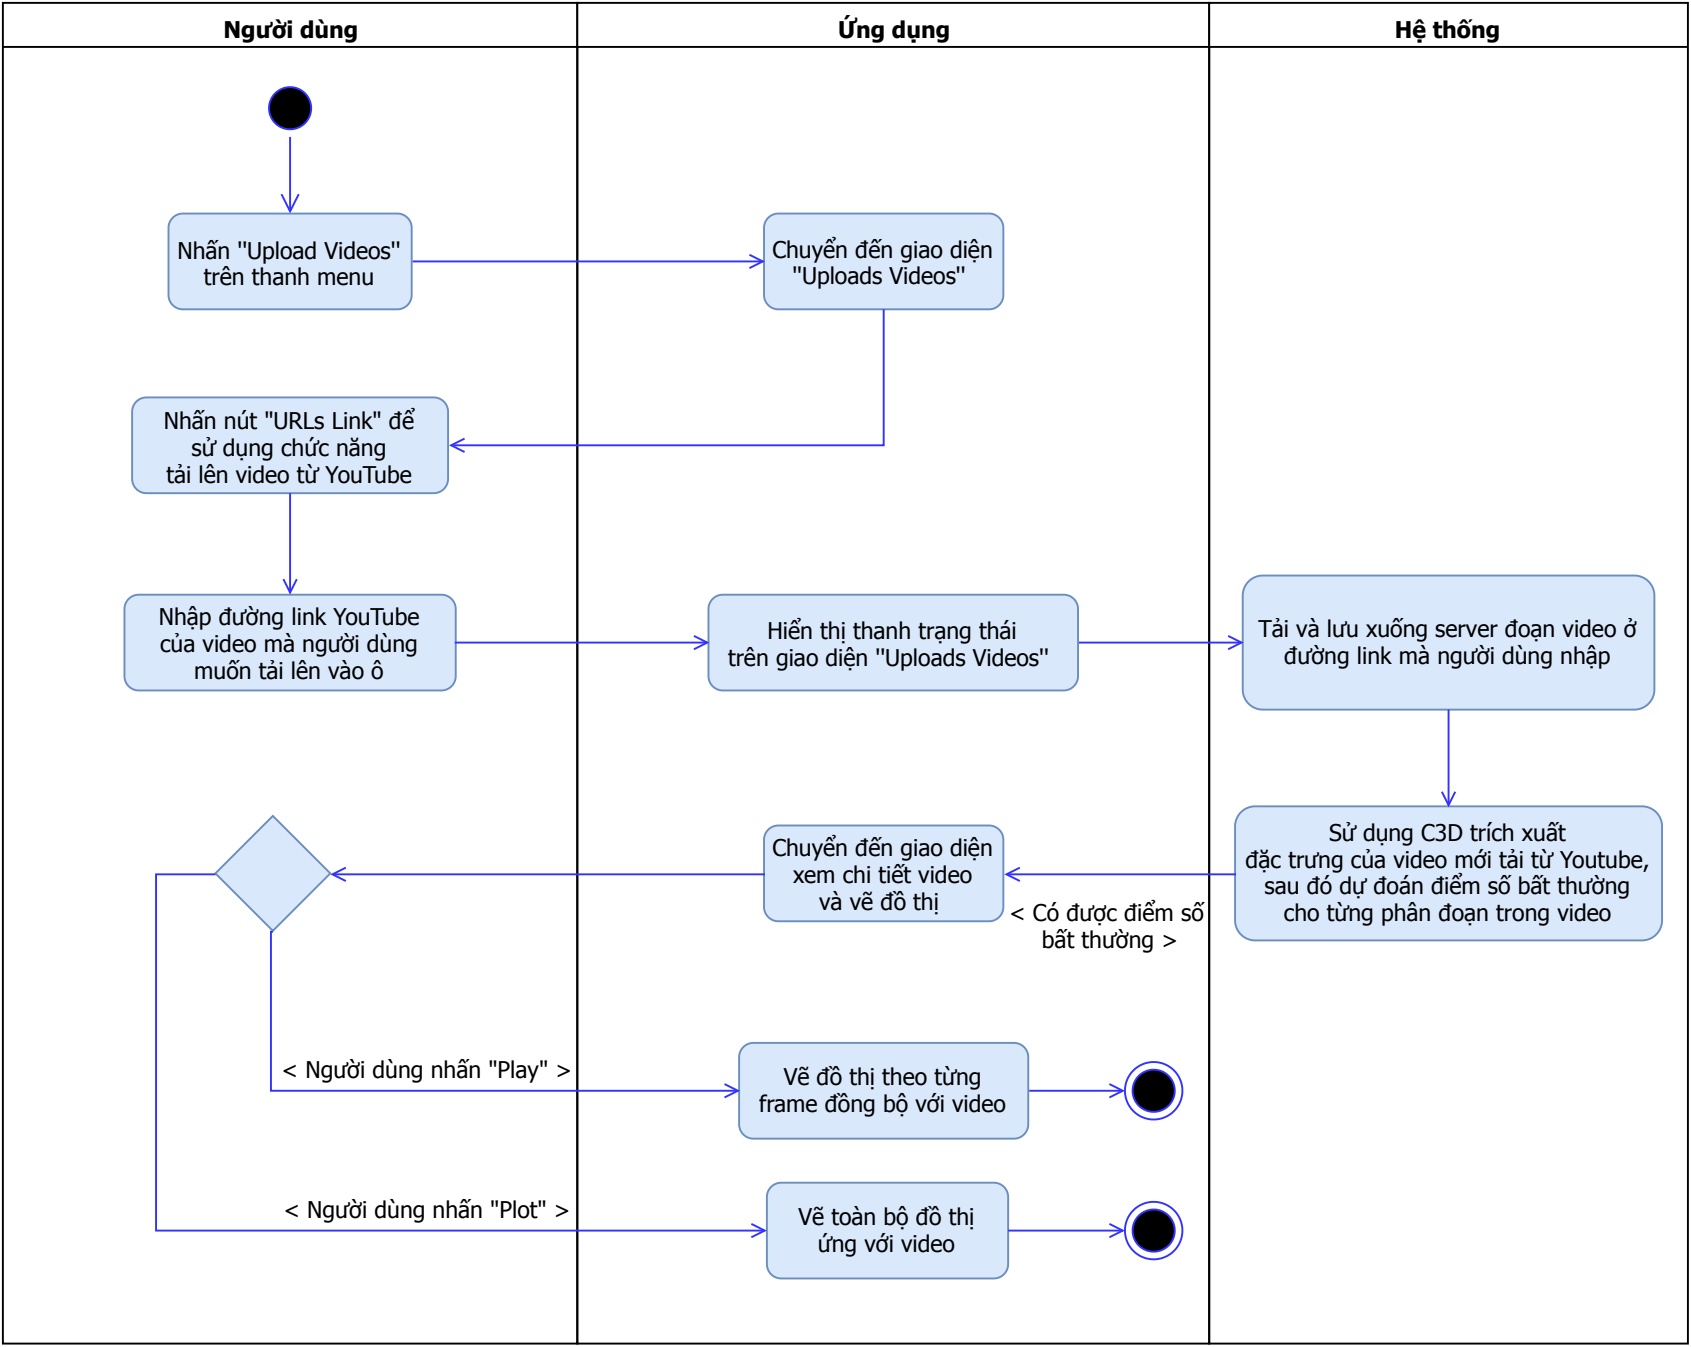 Người dùng
Ứng dụng
Hệ thống
Nhấn "Upload Videos"
trên thanh menu
Chuyển đến giao diện
"Uploads Videos"
Nhấn nút "URLs Link" để
sử dụng chức năng
tải lên video từ YouTube
Nhập đường link YouTube
của video mà người dùng
muốn tải lên vào ô
Hiển thị thanh trạng thái
trên giao diện "Uploads Videos"
Tải và lưu xuống server đoạn video ở
đường link mà người dùng nhập
Sử dụng C3D trích xuất
đặc trưng của video mới tải từ Youtube,
sau đó dự đoán điểm số bất thường
cho từng phân đoạn trong video
Chuyển đến giao diện
xem chi tiết video
và vẽ đồ thị
< Có được điểm số
bất thường >
< Người dùng nhấn "Play" >
Vẽ đồ thị theo từng
frame đồng bộ với video
< Người dùng nhấn "Plot" >
Vẽ toàn bộ đồ thị
ứng với video